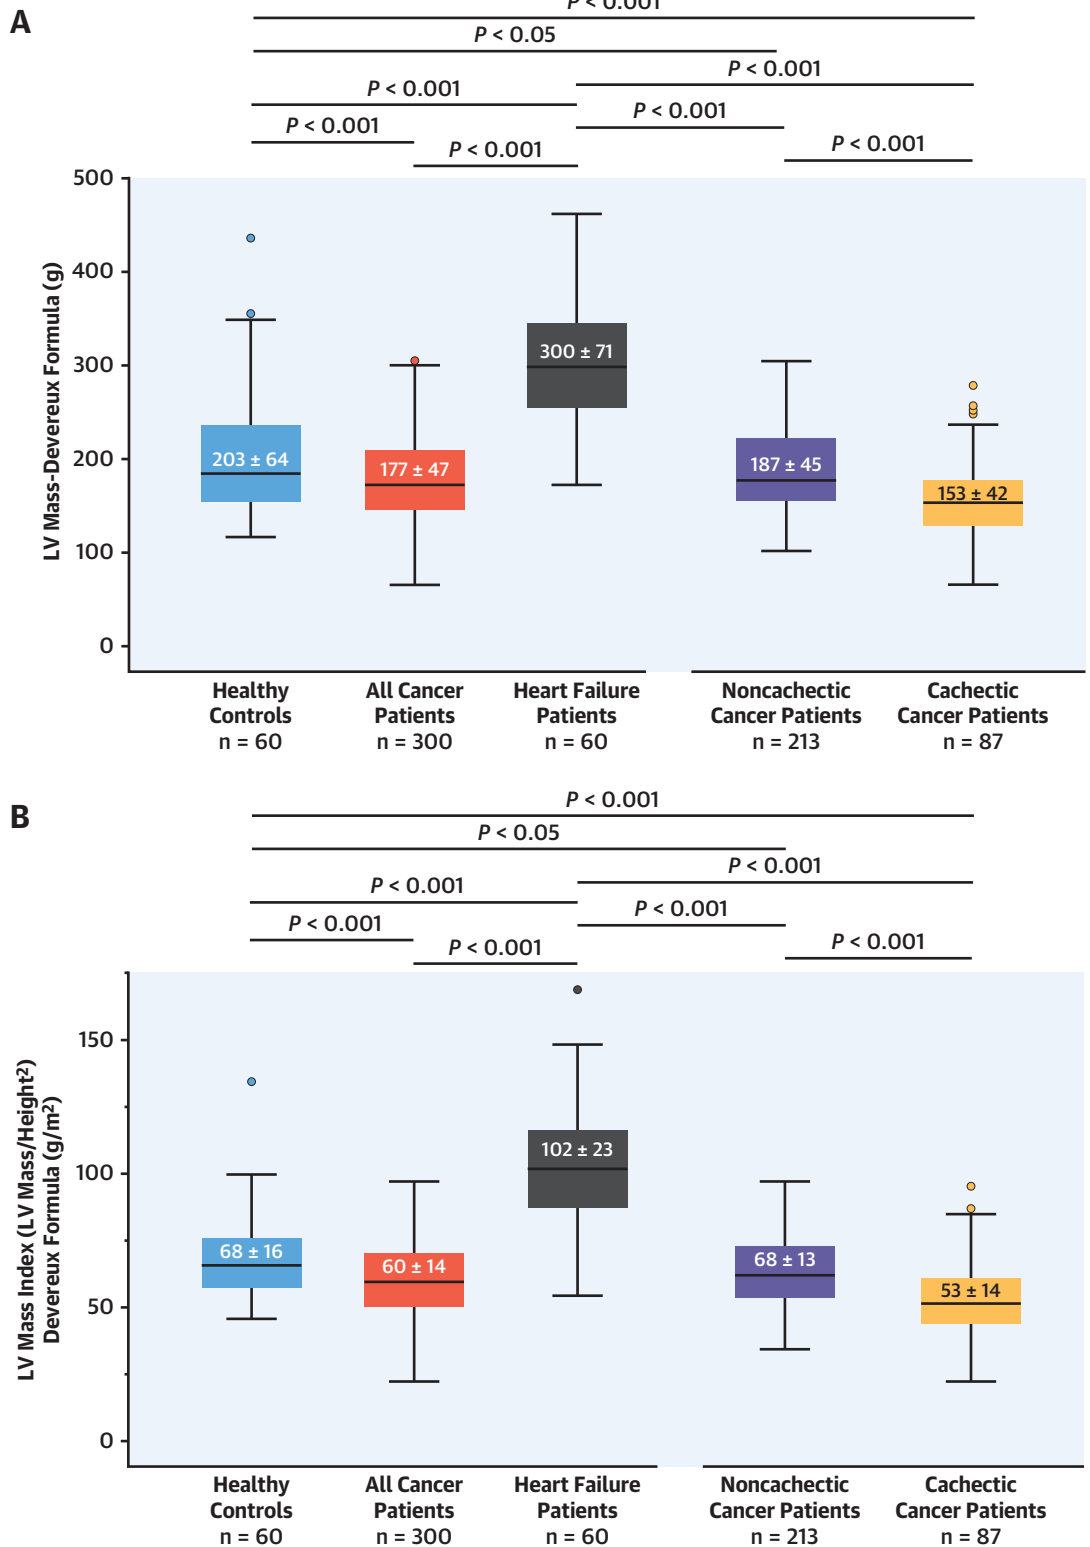 A
P < 0.001
P < 0.05
P < 0.001
P < 0.001
P < 0.001
P < 0.001
P < 0.001
P < 0.001
500
400
300
200
100
0
LV Mass-Devereux Formula (g)
203 ± 64
177 ± 47
300 ± 71
187 ± 45
153 ± 42
Healthy
Controls
n = 60
All Cancer
Patients
n = 300
Heart Failure
Patients
n = 60
Noncachectic
Cancer Patients
n = 213
Cachectic
Cancer Patients
n = 87
B
P < 0.001
P < 0.05
P < 0.001
P < 0.001
P < 0.001
P < 0.001
P < 0.001
P < 0.001
150
100
50
0
LV Mass Index (LV Mass/Height²)
Devereux Formula (g/m²)
68 ± 16
60 ± 14
102 ± 23
68 ± 13
53 ± 14
Healthy
Controls
n = 60
All Cancer
Patients
n = 300
Heart Failure
Patients
n = 60
Noncachectic
Cancer Patients
n = 213
Cachectic
Cancer Patients
n = 87